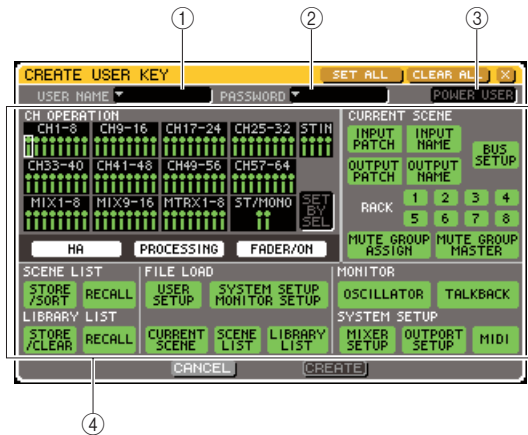 ① ② ③
CREATE USER KEY SET ALL CLEAR ALL X
USER NAME PASSWORD POWER USER
CH OPERATION
CH1-8 CH9-16 CH17-24 CH25-32 STIN
CH33-40 CH41-48 CH49-56 CH57-64
MIX1-8 MIX9-16 MTRX1-8 ST/MONO SET BY SEL
HA PROCESSING FADER/ON
CURRENT SCENE
INPUT PATCH INPUT NAME BUS SETUP
OUTPUT PATCH OUTPUT NAME
RACK 1 2 3 4
5 6 7 8
MUTE GROUP ASSIGN MUTE GROUP MASTER
SCENE LIST
STORE /SORT RECALL
LIBRARY LIST
STORE /CLEAR RECALL
FILE LOAD
USER SETUP SYSTEM SETUP MONITOR SETUP
CURRENT SCENE SCENE LIST LIBRARY LIST
MONITOR
OSCILLATOR TALKBACK
SYSTEM SETUP
MIXER SETUP OUTPORT SETUP MIDI
CANCEL CREATE
④